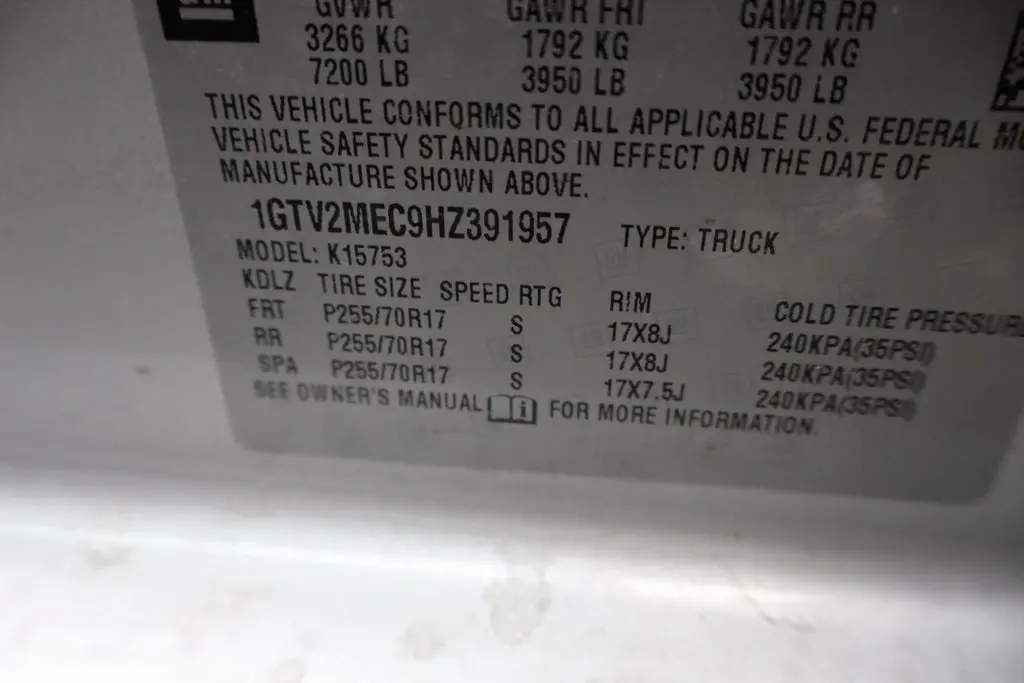 GVWR GAWR FRT GAWR RR
3266 KG 1792 KG 1792 KG
7200 LB 3950 LB 3950 LB
THIS VEHICLE CONFORMS TO ALL APPLICABLE U.S. FEDERAL
VEHICLE SAFETY STANDARDS IN EFFECT ON THE DATE OF
MANUFACTURE SHOWN ABOVE.
1GTV2MEC9HZ391957 TYPE: TRUCK
MODEL: K15753
KDLZ TIRE SIZE SPEED RTG RIM COLD TIRE PRESSUR
FRT P255/70R17 S 17X8J 240KPA(35PSI)
RR P255/70R17 S 17X8J 240KPA(35PSI)
SPA P255/70R17 S 17X7.5J 240KPA(35PSI)
SEE OWNER'S MANUAL FOR MORE INFORMATION.